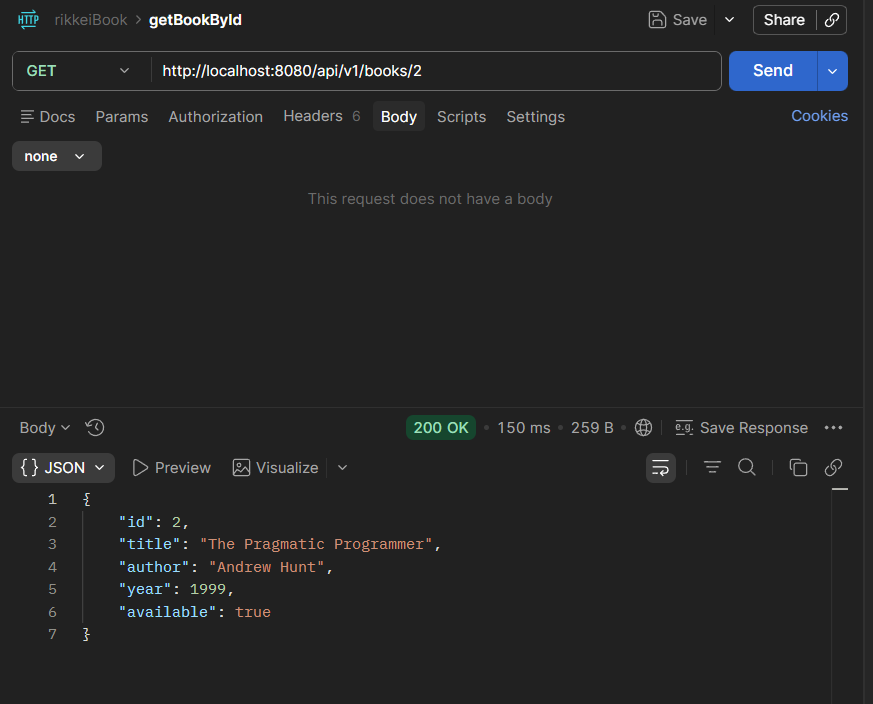 HTTP rikkeiBook > getBookById Save Share
GET http://localhost:8080/api/v1/books/2 Send
Docs Params Authorization Headers 6 Body Scripts Settings Cookies
none
This request does not have a body
Body 200 OK • 150 ms • 259 B • e.g. Save Response
{ } JSON Preview Visualize
1 {
2 "id": 2,
3 "title": "The Pragmatic Programmer",
4 "author": "Andrew Hunt",
5 "year": 1999,
6 "available": true
7 }